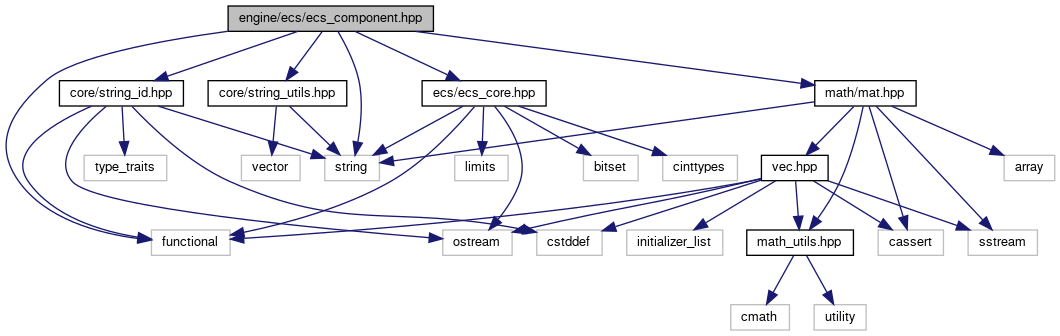 engine/ecs/ecs_component.hpp
core/string_id.hpp
core/string_utils.hpp
ecs/ecs_core.hpp
math/mat.hpp
type_traits
vector
string
limits
bitset
cinttypes
vec.hpp
array
functional
ostream
cstddef
initializer_list
math_utils.hpp
cassert
sstream
cmath
utility